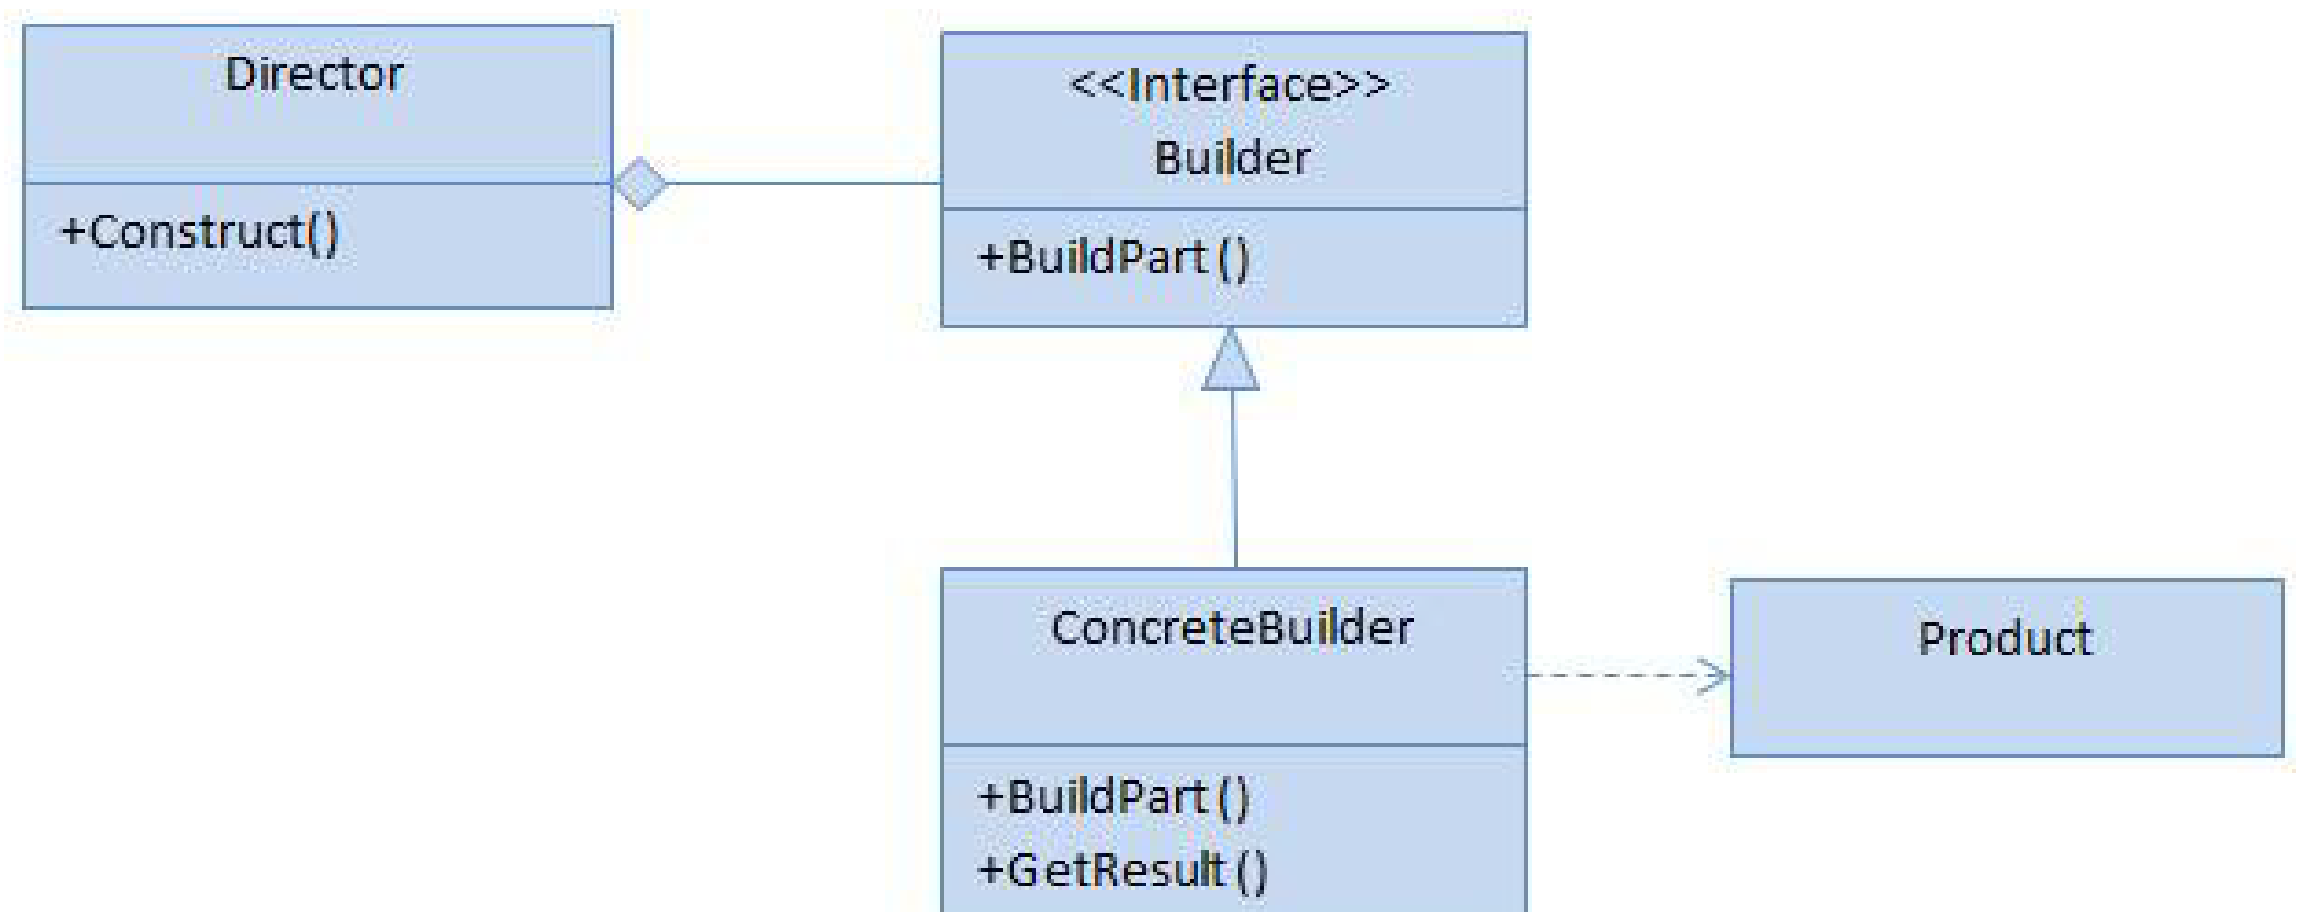 Director
+Construct()
<<Interface>>
Builder
+BuildPart()
ConcreteBuilder
+BuildPart()
+GetResult()
Product